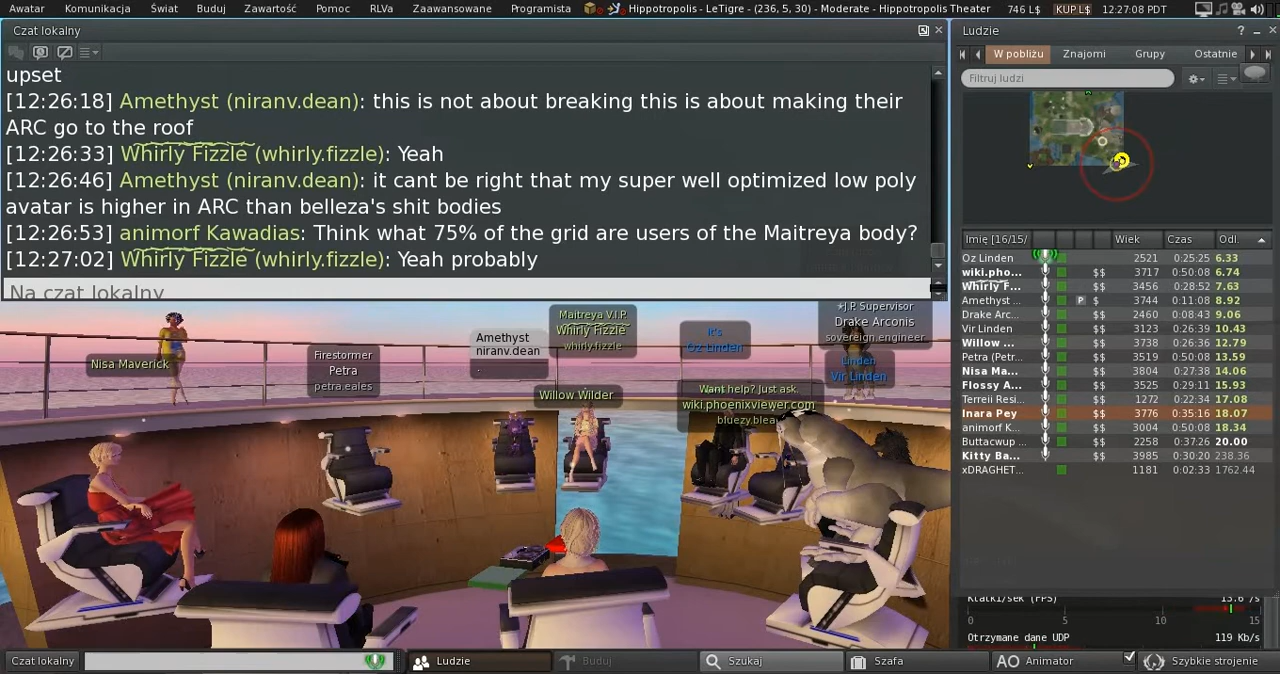 Awatar Komunikacja Świat Buduj Zawartość Pomoc RLVa Zaawansowane Programista Hippotropolis - LeTigre - (236, 5, 30) - Moderate - Hippotropolis Theater 746 L$ KUP L$ 12:27:08 PDT
Czat lokalny
upset
[12:26:18] Amethyst (niranv.dean): this is not about breaking this is about making their
ARC go to the roof
[12:26:33] Whirly Fizzle (whirly.fizzle): Yeah
[12:26:46] Amethyst (niranv.dean): it cant be right that my super well optimized low poly
avatar is higher in ARC than belleza's shit bodies
[12:26:53] animorf Kawadias: Think what 75% of the grid are users of the Maitreya body?
[12:27:02] Whirly Fizzle (whirly.fizzle): Yeah probably
Na czat lokalny
Nisa Maverick
Firestormer
Petra
petra.eales
Amethyst
niranv.dean
.
Maitreya V.I.P.
Whirly Fizzle
whirly.fizzle
Willow Wilder
It's
Oz Linden
J.P. Supervisor
Drake Arconis
sovereign.engineer
Linden
Vir Linden
Want help? Just ask.
wiki.phoenixviewer.com
bluezy.blea
Ludzie
W pobliżu Znajomi Grupy Ostatnie
Filtruj ludzi
Imię [16/15/ Wiek Czas Odl.
Oz Linden 2521 0:25:25 6.33
wiki.pho... $$ 3717 0:50:08 6.74
Whirly F... $$ 3456 0:28:52 7.63
Amethyst ... P $ 3744 0:11:08 8.92
Drake Arc... 2460 0:08:43 9.06
Vir Linden 3123 0:26:39 10.43
Willow ... $$ 3738 0:26:36 12.79
Petra (Petr... $$ 3519 0:50:08 13.59
Nisa Ma... $$ 3804 0:27:38 14.06
Flossy A... $$ 3525 0:29:11 15.93
Terreii Resi... 1272 0:22:34 17.08
Inara Pey $$ 3776 0:35:16 18.07
animorf K... $$ 3004 0:50:08 18.34
Buttacwup ... $$ 2258 0:37:26 20.00
Kitty Ba... $$ 3985 0:30:20 238.36
xDRAGHET... 1181 0:02:33 1762.44
Klatki/sek (FPS) 13.6 /s
0 5 10 15
Otrzymane dane UDP 119 Kb/s
Czat lokalny Ludzie Buduj Szukaj Szafa AO Animator Szybkie strojenie